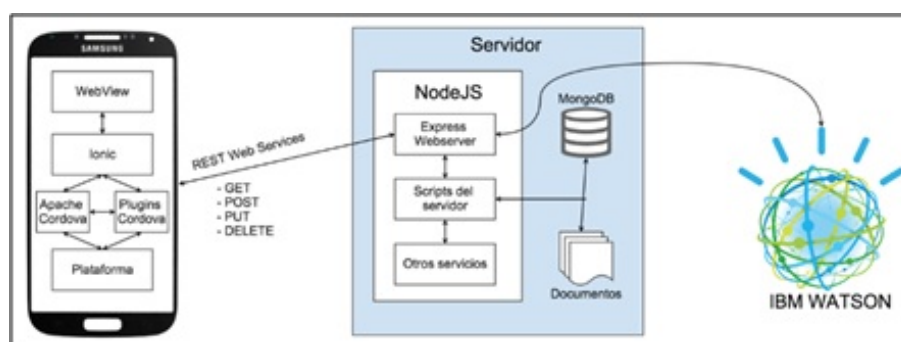 SAMSUNG
WebView
Ionic
Apache
Cordova
Plugins
Cordova
Plataforma
REST Web Services
- GET
- POST
- PUT
- DELETE
Servidor
NodeJS
Express
Webserver
Scripts del
servidor
Otros servicios
MongoDB
Documentos
IBM WATSON